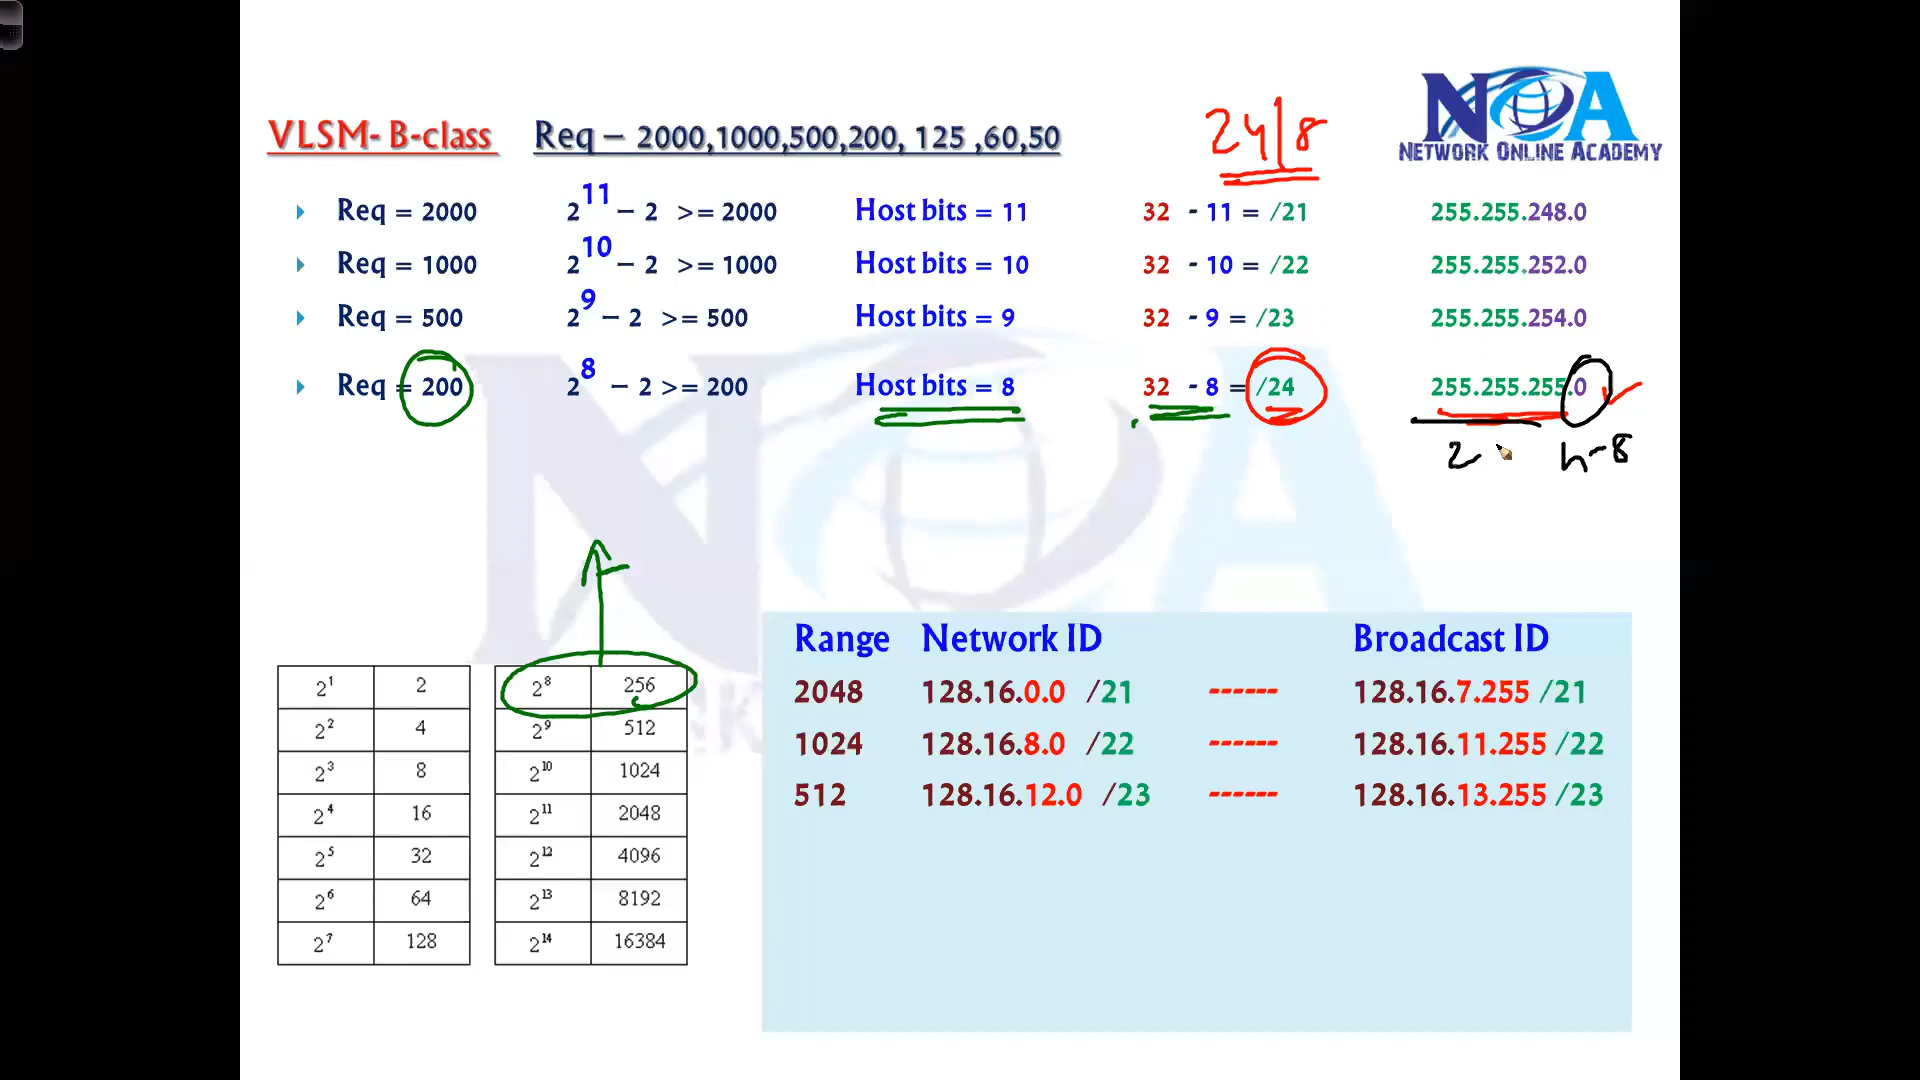 VLSM- B-class Req – 2000,1000,500,200, 125 ,60,50
24|8
NOA
NETWORK ONLINE ACADEMY
Req = 2000 2^11 – 2 >= 2000 Host bits = 11 32 - 11 = /21 255.255.248.0
Req = 1000 2^10 – 2 >= 1000 Host bits = 10 32 - 10 = /22 255.255.252.0
Req = 500 2^9 – 2 >= 500 Host bits = 9 32 - 9 = /23 255.255.254.0
Req = 200 2^8 – 2 >= 200 Host bits = 8 32 - 8 = /24 255.255.255.0
2 h-8
2^1 2
2^2 4
2^3 8
2^4 16
2^5 32
2^6 64
2^7 128
2^8 256
2^9 512
2^10 1024
2^11 2048
2^12 4096
2^13 8192
2^14 16384
Range Network ID Broadcast ID
2048 128.16.0.0 /21 ------ 128.16.7.255 /21
1024 128.16.8.0 /22 ------ 128.16.11.255 /22
512 128.16.12.0 /23 ------ 128.16.13.255 /23